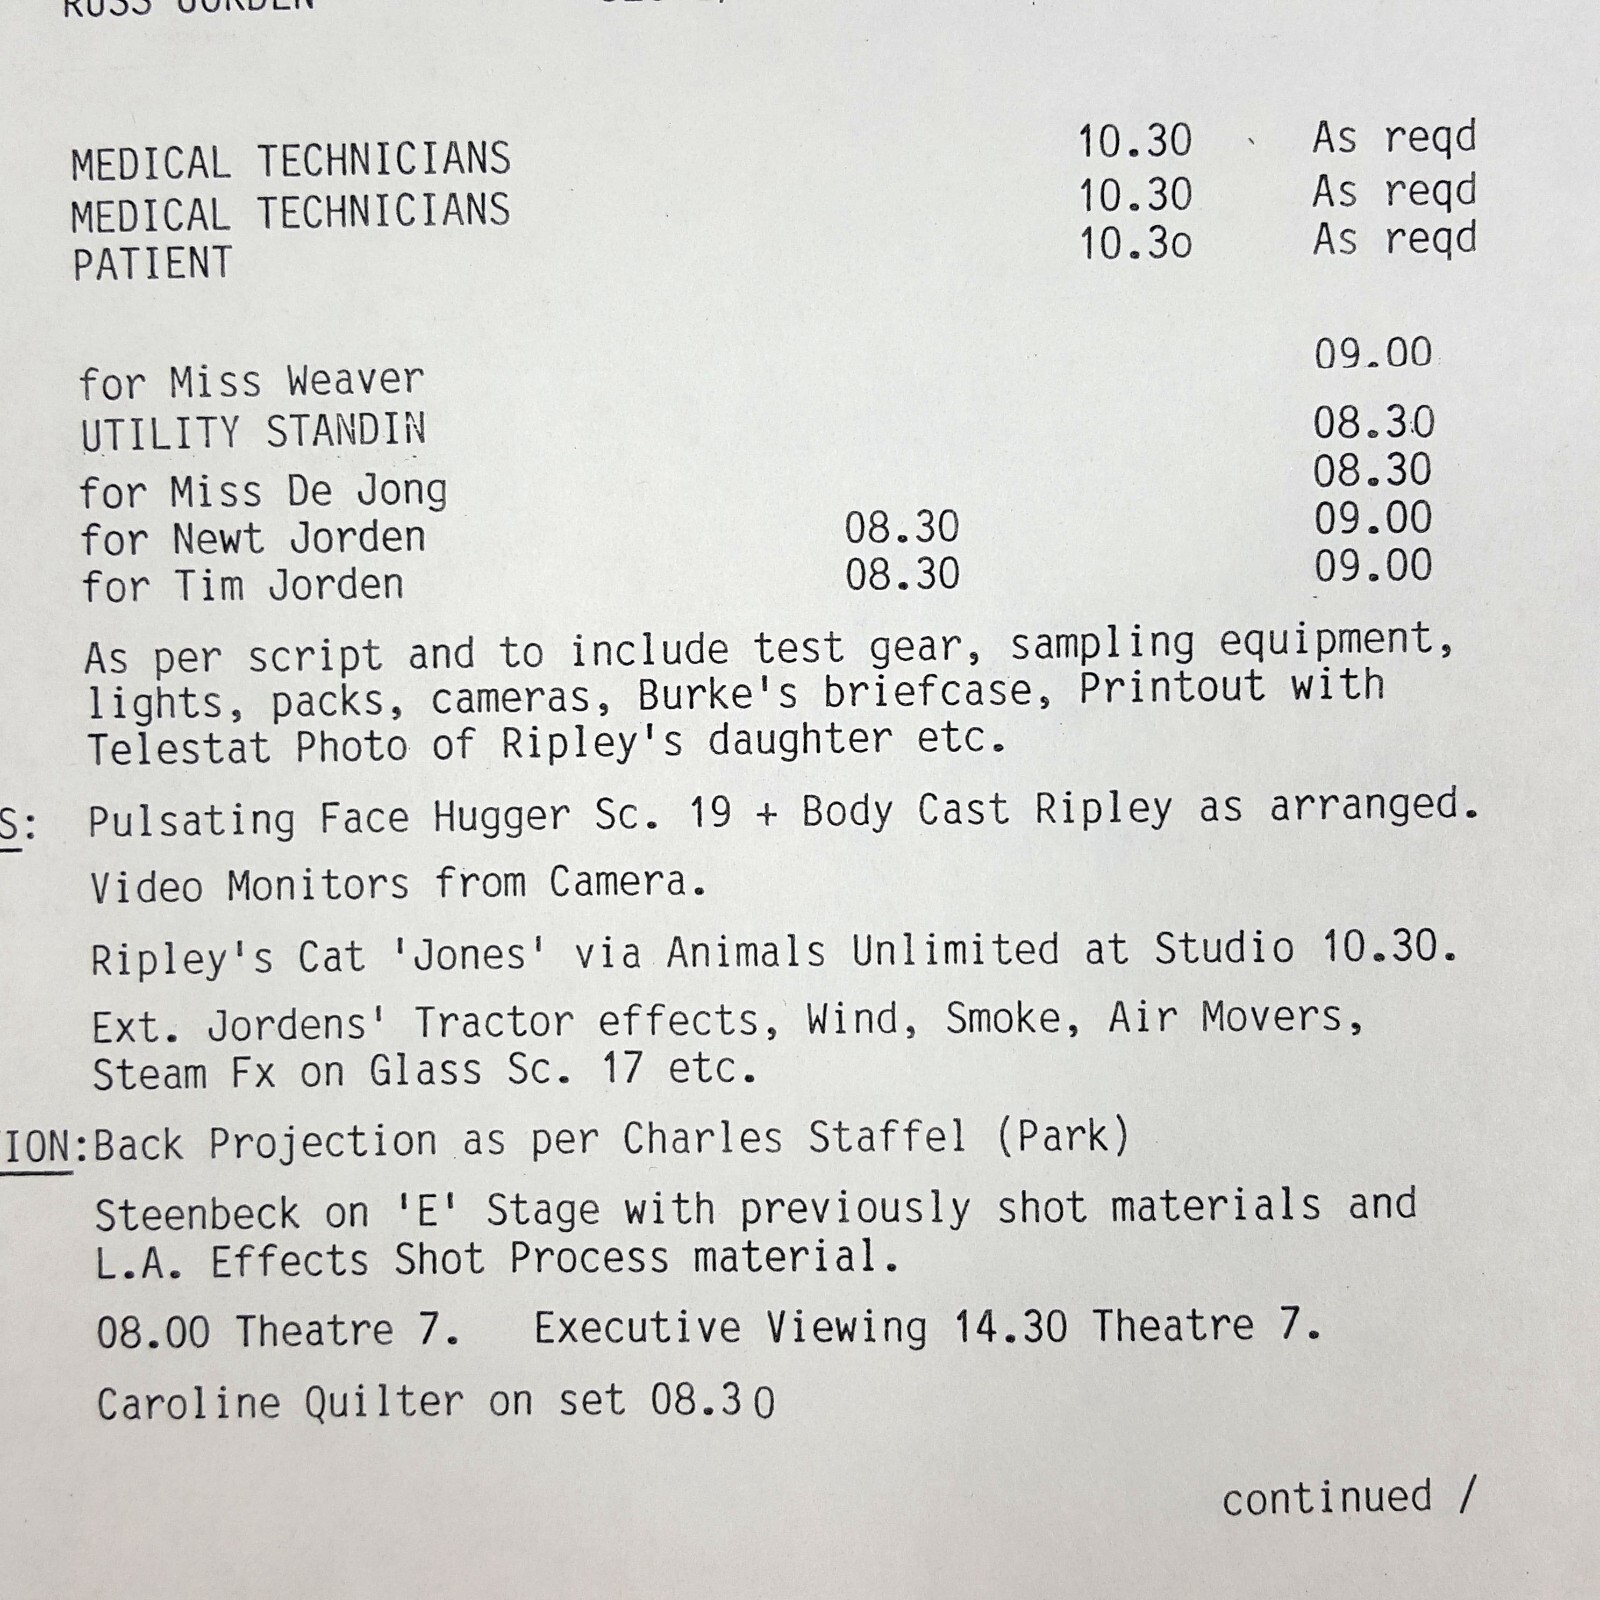 RUSS JORDEN
MEDICAL TECHNICIANS 10.30 As reqd
MEDICAL TECHNICIANS 10.30 As reqd
PATIENT 10.3o As reqd
for Miss Weaver 09.00
UTILITY STANDIN 08.30
for Miss De Jong 08.30
for Newt Jorden 08.30 09.00
for Tim Jorden 08.30 09.00
As per script and to include test gear, sampling equipment,
lights, packs, cameras, Burke's briefcase, Printout with
Telestat Photo of Ripley's daughter etc.
S: Pulsating Face Hugger Sc. 19 + Body Cast Ripley as arranged.
Video Monitors from Camera.
Ripley's Cat 'Jones' via Animals Unlimited at Studio 10.30.
Ext. Jordens' Tractor effects, Wind, Smoke, Air Movers,
Steam Fx on Glass Sc. 17 etc.
ION:Back Projection as per Charles Staffel (Park)
Steenbeck on 'E' Stage with previously shot materials and
L.A. Effects Shot Process material.
08.00 Theatre 7. Executive Viewing 14.30 Theatre 7.
Caroline Quilter on set 08.30
continued /